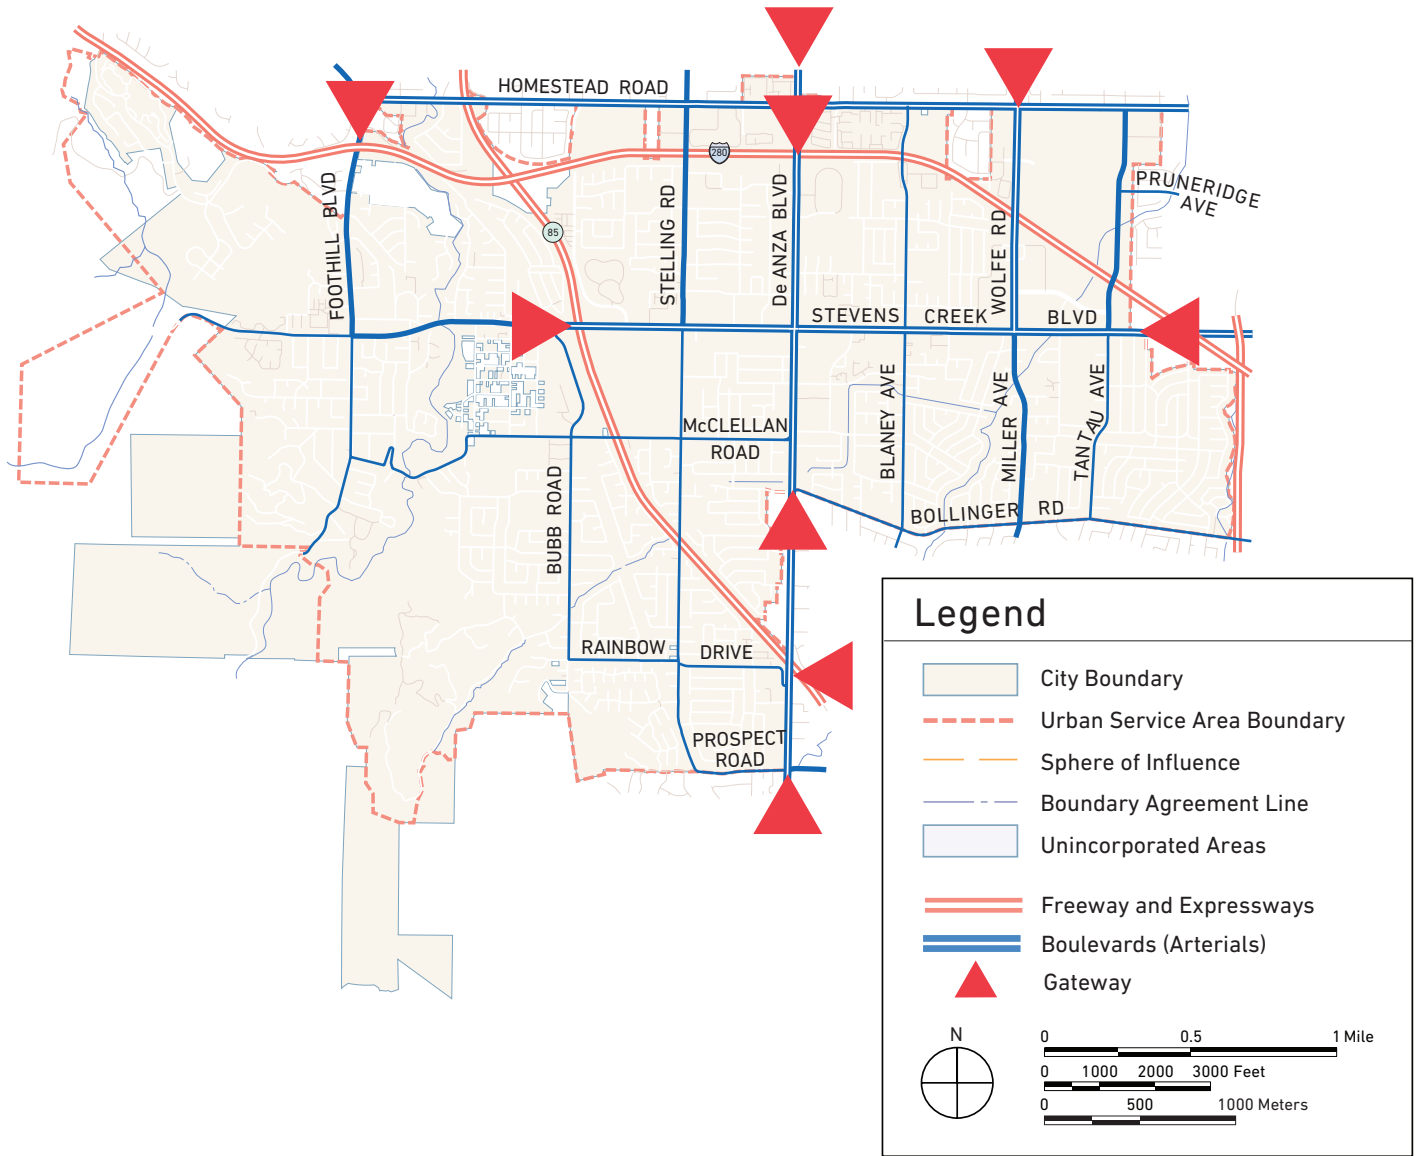 HOMESTEAD ROAD
280
PRUNERIDGE
AVE
FOOTHILL BLVD
STELLING RD
De ANZA BLVD
WOLFE RD
85
STEVENS CREEK BLVD
BLANEY AVE
MILLER AVE
TANTAU AVE
McCLELLAN
ROAD
BUBB ROAD
BOLLINGER RD
RAINBOW DRIVE
PROSPECT
ROAD
Legend
City Boundary
Urban Service Area Boundary
Sphere of Influence
Boundary Agreement Line
Unincorporated Areas
Freeway and Expressways
Boulevards (Arterials)
Gateway
N
0 0.5 1 Mile
0 1000 2000 3000 Feet
0 500 1000 Meters